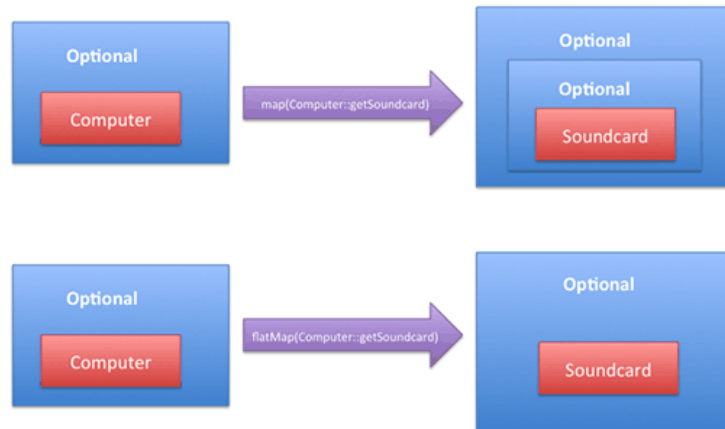 Optional
Computer
map(Computer::getSoundcard)
Optional
Optional
Soundcard
Optional
Computer
flatMap(Computer::getSoundcard)
Optional
Soundcard